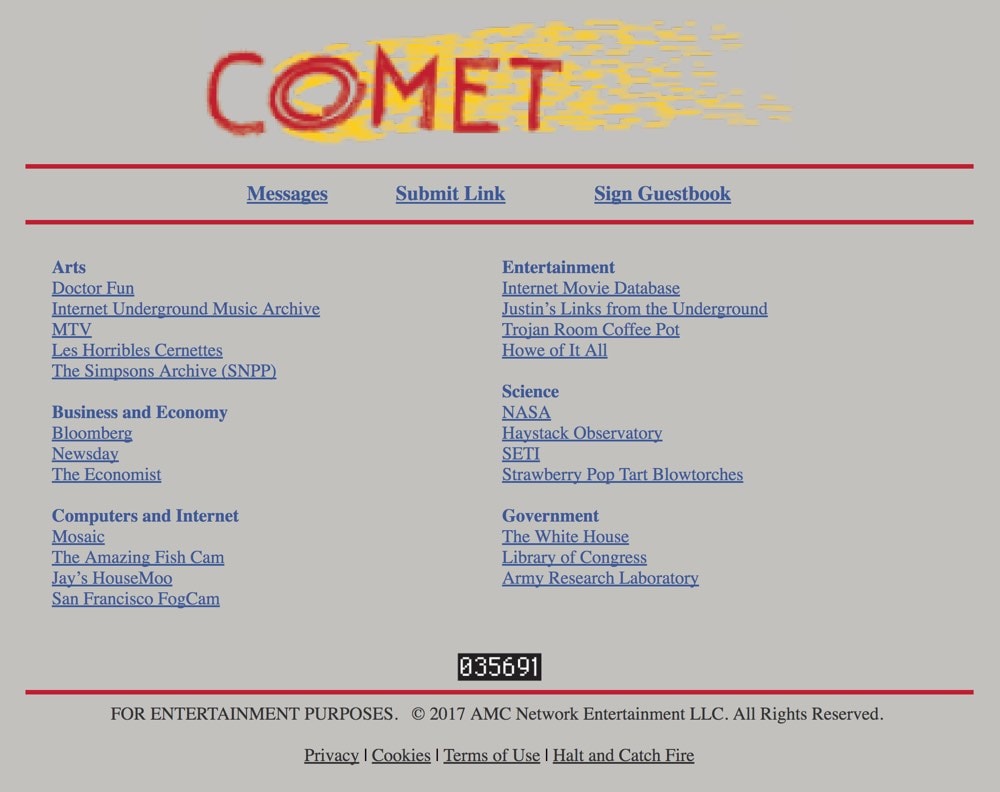 COMET
Messages Submit Link Sign Guestbook
Arts
Doctor Fun
Internet Underground Music Archive
MTV
Les Horribles Cernettes
The Simpsons Archive (SNPP)
Business and Economy
Bloomberg
Newsday
The Economist
Computers and Internet
Mosaic
The Amazing Fish Cam
Jay’s HouseMoo
San Francisco FogCam
Entertainment
Internet Movie Database
Justin’s Links from the Underground
Trojan Room Coffee Pot
Howe of It All
Science
NASA
Haystack Observatory
SETI
Strawberry Pop Tart Blowtorches
Government
The White House
Library of Congress
Army Research Laboratory
035691
FOR ENTERTAINMENT PURPOSES. © 2017 AMC Network Entertainment LLC. All Rights Reserved.
Privacy | Cookies | Terms of Use | Halt and Catch Fire